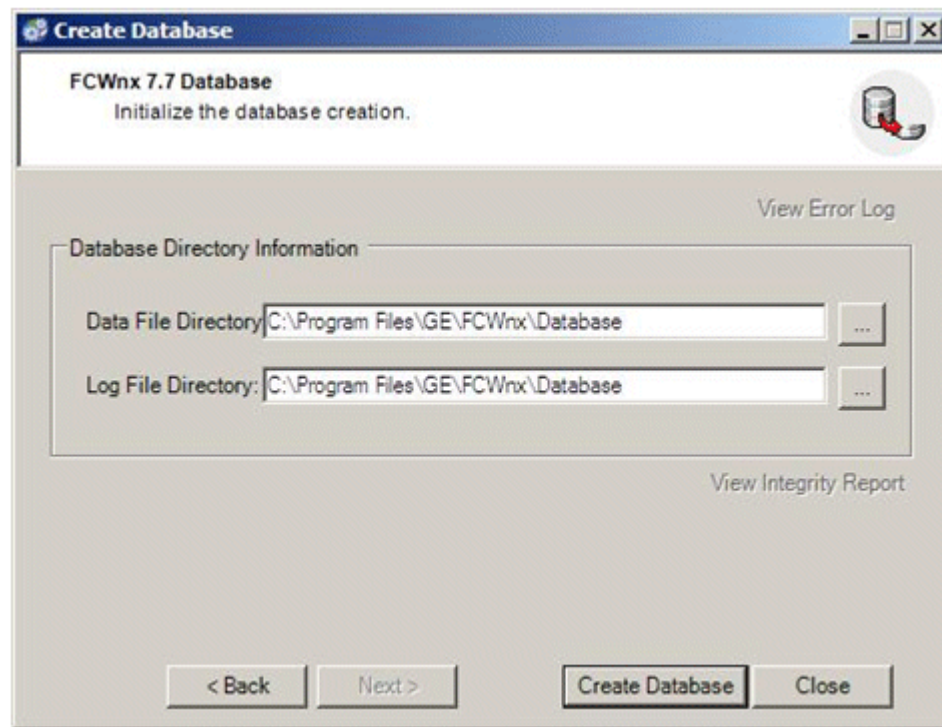 Create Database
FCWnx 7.7 Database
Initialize the database creation.
View Error Log
Database Directory Information
Data File Directory C:\Program Files\GE\FCWnx\Database ...
Log File Directory: C:\Program Files\GE\FCWnx\Database ...
View Integrity Report
< Back Next > Create Database Close